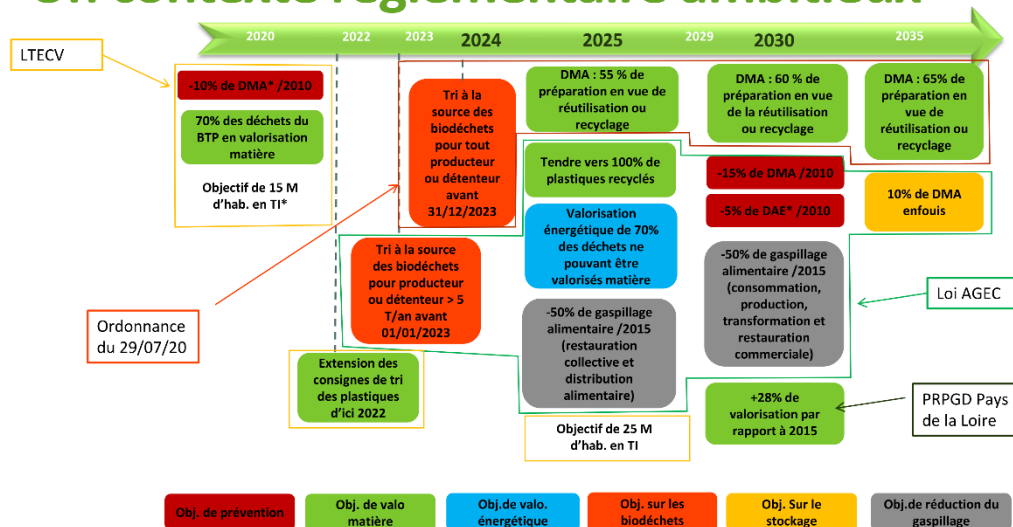 Un contexte réglementaire ambitieux
2020
2022
2023
2024
2025
2029
2030
2035
LTECV
-10% de DMA* /2010
70% des déchets du
BTP en valorisation
matière
Objectif de 15 M
d'hab. en TI*
Tri à la
source des
biodéchets
pour tout
producteur
ou détenteur
avant
31/12/2023
DMA : 55 % de
préparation en vue
de réutilisation ou
recyclage
DMA : 60 % de
préparation en vue
de la réutilisation
ou recyclage
DMA : 65% de
préparation en
vue de
réutilisation ou
recyclage
Tendre vers 100% de
plastiques recyclés
-15% de DMA /2010
-5% de DAE* /2010
10% de DMA
enfouis
Valorisation
énergétique de 70%
des déchets ne
pouvant être
valorisés matière
Tri à la source
des biodéchets
pour producteur
ou détenteur > 5
T/an avant
01/01/2023
-50% de gaspillage
alimentaire /2015
(consommation,
production,
transformation et
restauration
commerciale)
Loi AGEC
Ordonnance
du 29/07/20
-50% de gaspillage
alimentaire /2015
(restauration
collective et
distribution
alimentaire)
Extension des
consignes de tri
des plastiques
d'ici 2022
+28% de
valorisation par
rapport à 2015
PRPGD Pays
de la Loire
Objectif de 25 M
d'hab. en TI
Obj. de prévention
Obj. de valo
matière
Obj.de valo.
énergétique
Obj. sur les
biodéchets
Obj. Sur le
stockage
Obj.de réduction du
gaspillage